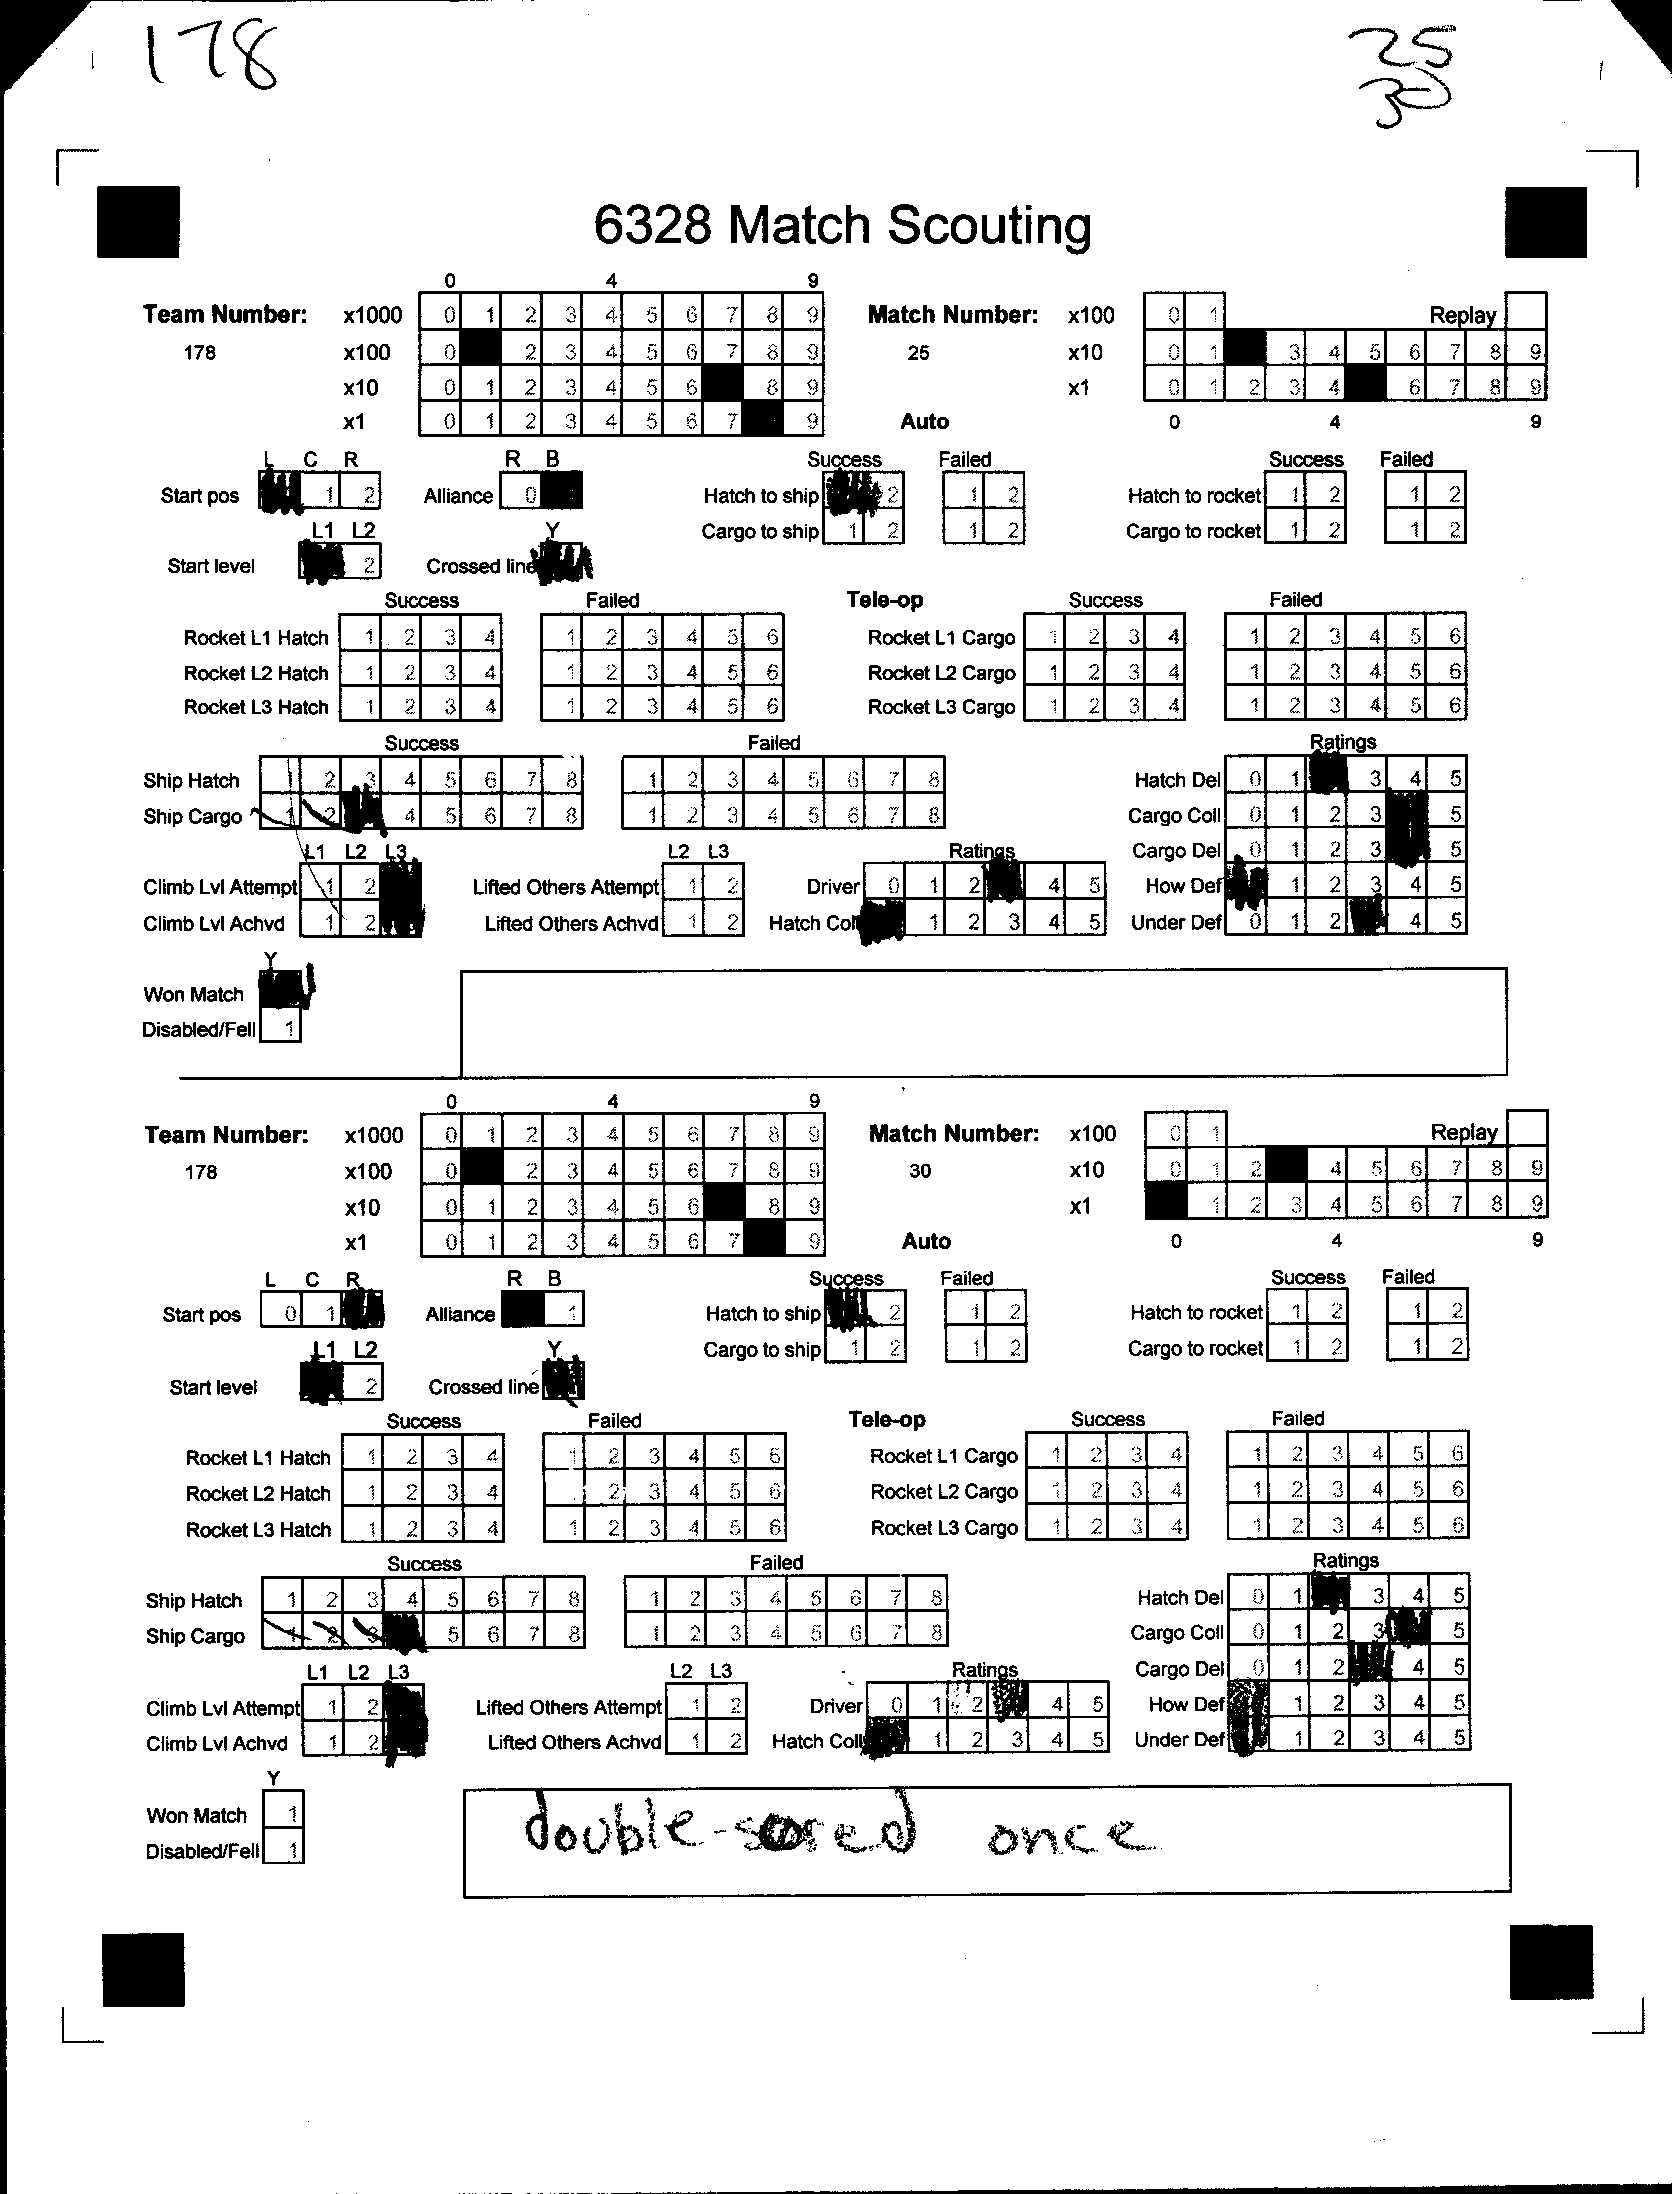 178 25
30
6328 Match Scouting
0 4 9
Team Number: x1000 0 1 2 3 4 5 6 7 8 9 Match Number: x100 0 1 Replay
178 x100 0 2 3 4 5 6 7 8 9 25 x10 0 1 3 4 5 6 7 8 9
x10 0 1 2 3 4 5 6 8 9 x1 0 1 2 3 4 6 7 8 9
x1 0 1 2 3 4 5 6 7 9 Auto 0 4 9
L C R R B Success Failed Success Failed
Start pos 1 2 Alliance 0 Hatch to ship 2 1 2 Hatch to rocket 1 2 1 2
L1 L2 Y Cargo to ship 1 2 1 2 Cargo to rocket 1 2 1 2
Start level 2 Crossed line
Success Failed Tele-op Success Failed
Rocket L1 Hatch 1 2 3 4 1 2 3 4 5 6 Rocket L1 Cargo 1 2 3 4 1 2 3 4 5 6
Rocket L2 Hatch 1 2 3 4 1 2 3 4 5 6 Rocket L2 Cargo 1 2 3 4 1 2 3 4 5 6
Rocket L3 Hatch 1 2 3 4 1 2 3 4 5 6 Rocket L3 Cargo 1 2 3 4 1 2 3 4 5 6
Success Failed Ratings
Ship Hatch 1 2 3 4 5 6 7 8 1 2 3 4 5 6 7 8 Hatch Del 0 1 3 4 5
Ship Cargo 1 2 4 5 6 7 8 1 2 3 4 5 6 7 8 Cargo Coll 0 1 2 3 5
L1 L2 L3 L2 L3 Ratings Cargo Del 0 1 2 3 5
Climb Lvl Attempt 1 2 Lifted Others Attempt 1 2 Driver 0 1 2 4 5 How Def 1 2 3 4 5
Climb Lvl Achvd 1 2 Lifted Others Achvd 1 2 Hatch Coll 1 2 3 4 5 Under Def 0 1 2 4 5
Y
Won Match
Disabled/Fell 1
0 4 9
Team Number: x1000 0 1 2 3 4 5 6 7 8 9 Match Number: x100 0 1 Replay
178 x100 0 2 3 4 5 6 7 8 9 30 x10 0 1 2 4 5 6 7 8 9
x10 0 1 2 3 4 5 6 8 9 x1 1 2 3 4 5 6 7 8 9
x1 0 1 2 3 4 5 6 7 9 Auto 0 4 9
L C R R B Success Failed Success Failed
Start pos 0 1 Alliance 1 Hatch to ship 2 1 2 Hatch to rocket 1 2 1 2
L1 L2 Y Cargo to ship 1 2 1 2 Cargo to rocket 1 2 1 2
Start level 2 Crossed line
Success Failed Tele-op Success Failed
Rocket L1 Hatch 1 2 3 4 1 2 3 4 5 6 Rocket L1 Cargo 1 2 3 4 1 2 3 4 5 6
Rocket L2 Hatch 1 2 3 4 2 3 4 5 6 Rocket L2 Cargo 1 2 3 4 1 2 3 4 5 6
Rocket L3 Hatch 1 2 3 4 1 2 3 4 5 6 Rocket L3 Cargo 1 2 3 4 1 2 3 4 5 6
Success Failed Ratings
Ship Hatch 1 2 3 4 5 6 7 8 1 2 3 4 5 6 7 8 Hatch Del 0 1 3 4 5
Ship Cargo 1 2 3 5 6 7 8 1 2 3 4 5 6 7 8 Cargo Coll 0 1 2 3 5
L1 L2 L3 L2 L3 Ratings Cargo Del 0 1 2 4 5
Climb Lvl Attempt 1 2 Lifted Others Attempt 1 2 Driver 0 1 2 4 5 How Def 1 2 3 4 5
Climb Lvl Achvd 1 2 Lifted Others Achvd 1 2 Hatch Coll 1 2 3 4 5 Under Def 1 2 3 4 5
Y
Won Match 1 double-scored once
Disabled/Fell 1